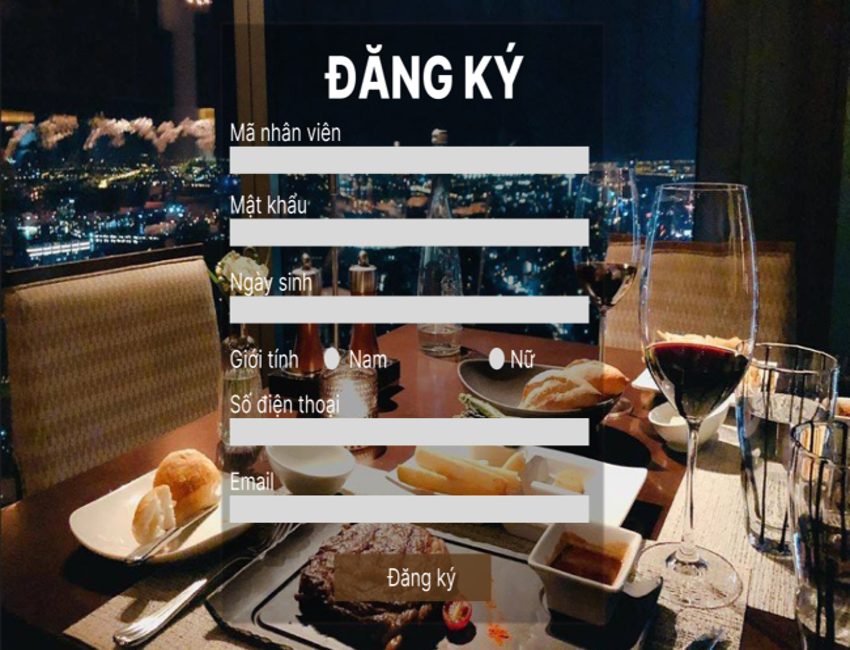 ĐĂNG KÝ
Mã nhân viên
Mật khẩu
Ngày sinh
Giới tính Nam Nữ
Số điện thoại
Email
Đăng ký